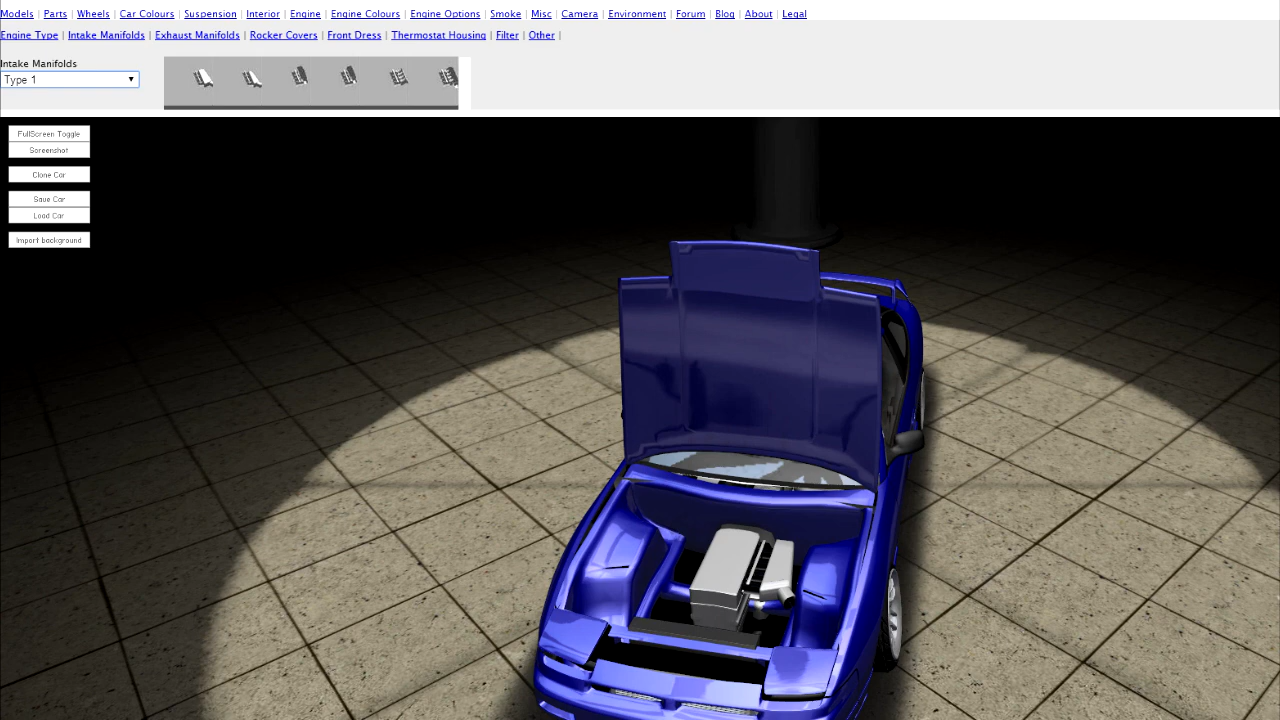 Models | Parts | Wheels | Car Colours | Suspension | Interior | Engine | Engine Colours | Engine Options | Smoke | Misc | Camera | Environment | Forum | Blog | About | Legal
Engine Type | Intake Manifolds | Exhaust Manifolds | Rocker Covers | Front Dress | Thermostat Housing | Filter | Other |
Intake Manifolds
Type 1
FullScreen Toggle
Screenshot
Clone Car
Save Car
Load Car
Import background